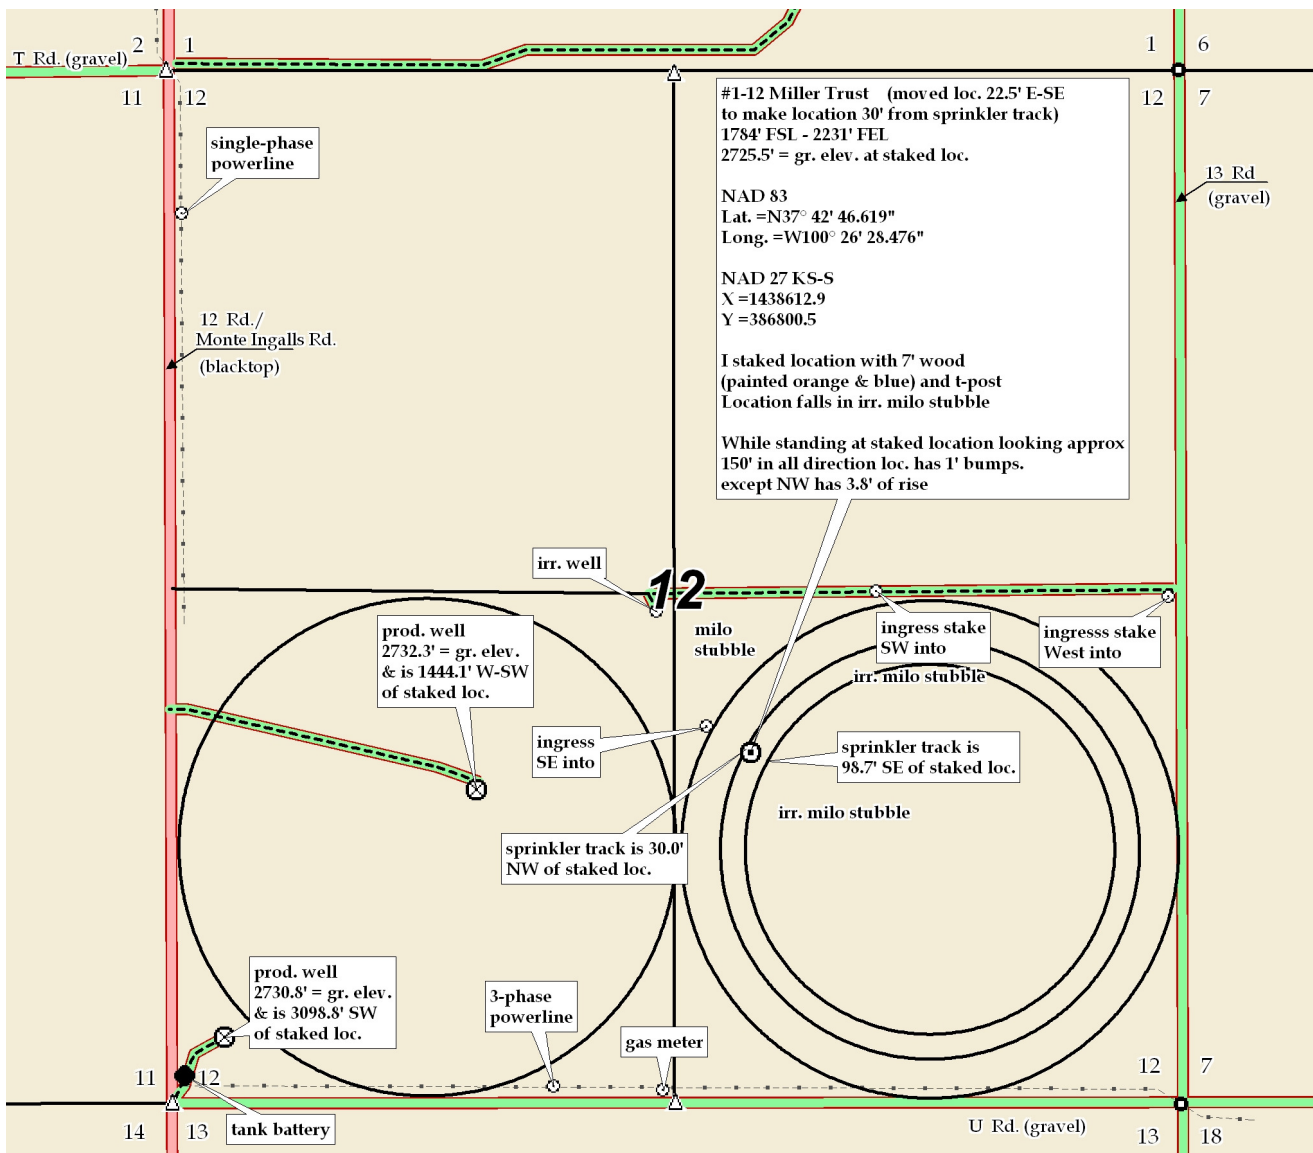 2 1
1 6
T Rd. (gravel)
11 12
12 7
#1-12 Miller Trust (moved loc. 22.5' E-SE
to make location 30' from sprinkler track)
1784' FSL - 2231' FEL
2725.5' = gr. elev. at staked loc.
NAD 83
Lat. =N37° 42' 46.619"
Long. =W100° 26' 28.476"
NAD 27 KS-S
X =1438612.9
Y =386800.5
I staked location with 7' wood
(painted orange & blue) and t-post
Location falls in irr. milo stubble
While standing at staked location looking approx
150' in all direction loc. has 1' bumps.
except NW has 3.8' of rise
single-phase
powerline
13 Rd
(gravel)
12 Rd./
Monte Ingalls Rd.
(blacktop)
irr. well
12
prod. well
2732.3' = gr. elev.
& is 1444.1' W-SW
of staked loc.
milo
stubble
ingress stake
SW into
ingresss stake
West into
irr. milo stubble
ingress
SE into
sprinkler track is
98.7' SE of staked loc.
irr. milo stubble
sprinkler track is 30.0'
NW of staked loc.
prod. well
2730.8' = gr. elev.
& is 3098.8' SW
of staked loc.
3-phase
powerline
gas meter
11 12
12 7
tank battery
U Rd. (gravel)
14 13
13 18